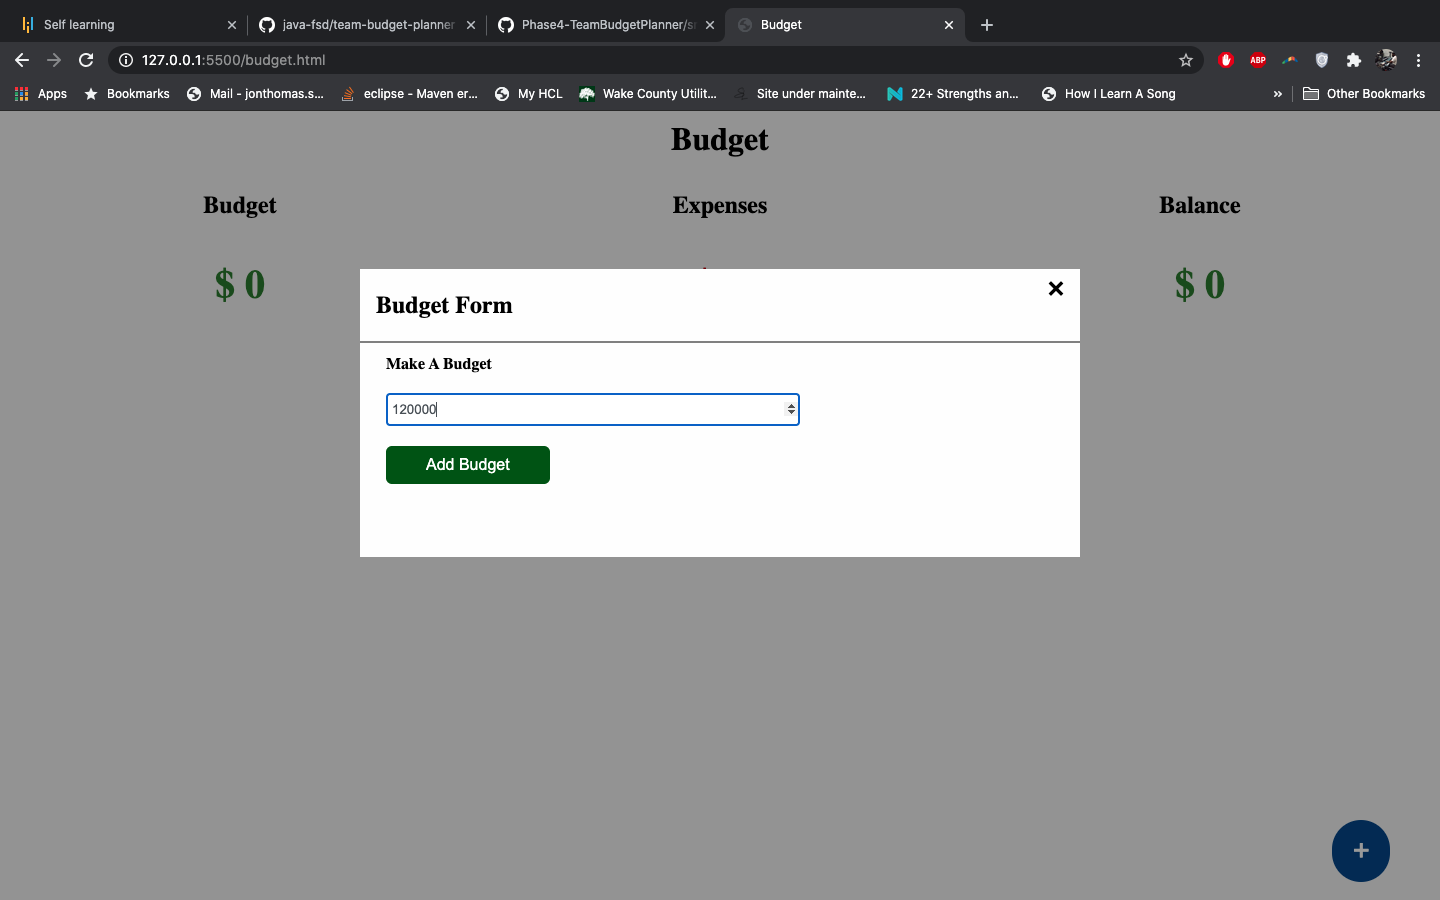 Self learning
java-fsd/team-budget-planner
Phase4-TeamBudgetPlanner/s
Budget
127.0.0.1:5500/budget.html
ABP
Apps
Bookmarks
Mail - jonthomas.s...
eclipse - Maven er...
My HCL
Wake County Utilit...
Site under mainte...
22+ Strengths an...
How I Learn A Song
»
Other Bookmarks
Budget
Budget
Expenses
Balance
$ 0
$ 0
Budget Form
Make A Budget
120000
Add Budget